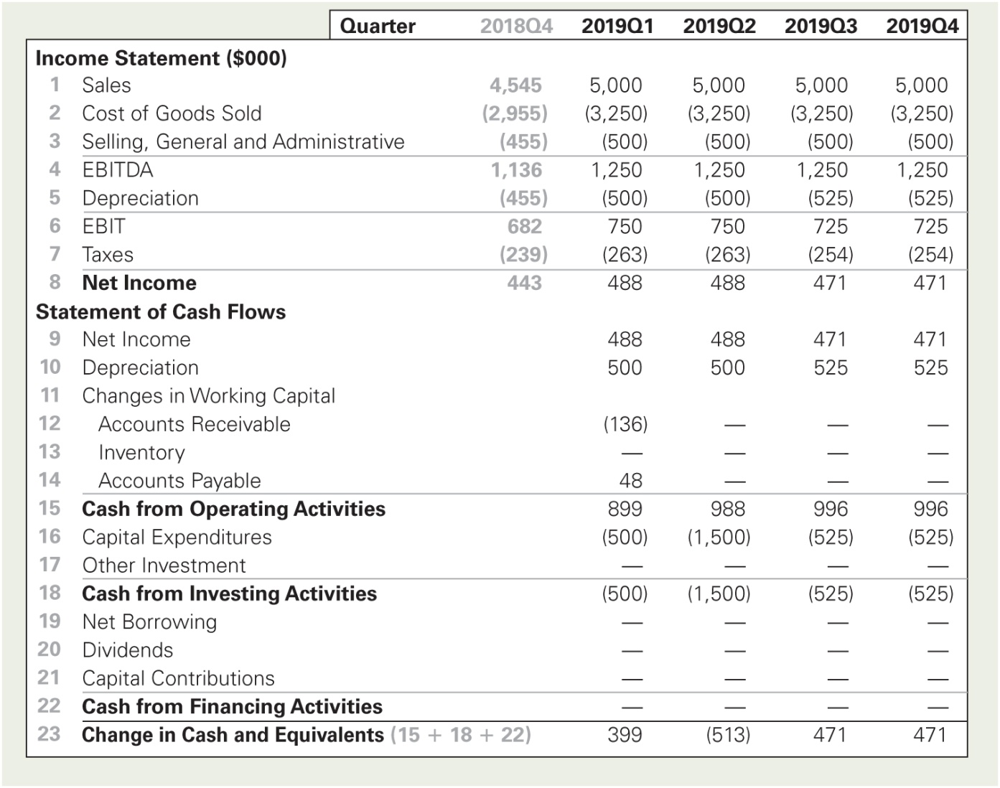 Quarter 2018Q4 2019Q1 2019Q2 2019Q3 2019Q4
Income Statement ($000)
1 Sales 4,545 5,000 5,000 5,000 5,000
2 Cost of Goods Sold (2,955) (3,250) (3,250) (3,250) (3,250)
3 Selling, General and Administrative (455) (500) (500) (500) (500)
4 EBITDA 1,136 1,250 1,250 1,250 1,250
5 Depreciation (455) (500) (500) (525) (525)
6 EBIT 682 750 750 725 725
7 Taxes (239) (263) (263) (254) (254)
8 Net Income 443 488 488 471 471
Statement of Cash Flows
9 Net Income 488 488 471 471
10 Depreciation 500 500 525 525
11 Changes in Working Capital
12 Accounts Receivable (136) — — —
13 Inventory — — — —
14 Accounts Payable 48 — — —
15 Cash from Operating Activities 899 988 996 996
16 Capital Expenditures (500) (1,500) (525) (525)
17 Other Investment — — — —
18 Cash from Investing Activities (500) (1,500) (525) (525)
19 Net Borrowing — — — —
20 Dividends — — — —
21 Capital Contributions — — — —
22 Cash from Financing Activities — — — —
23 Change in Cash and Equivalents (15 + 18 + 22) 399 (513) 471 471